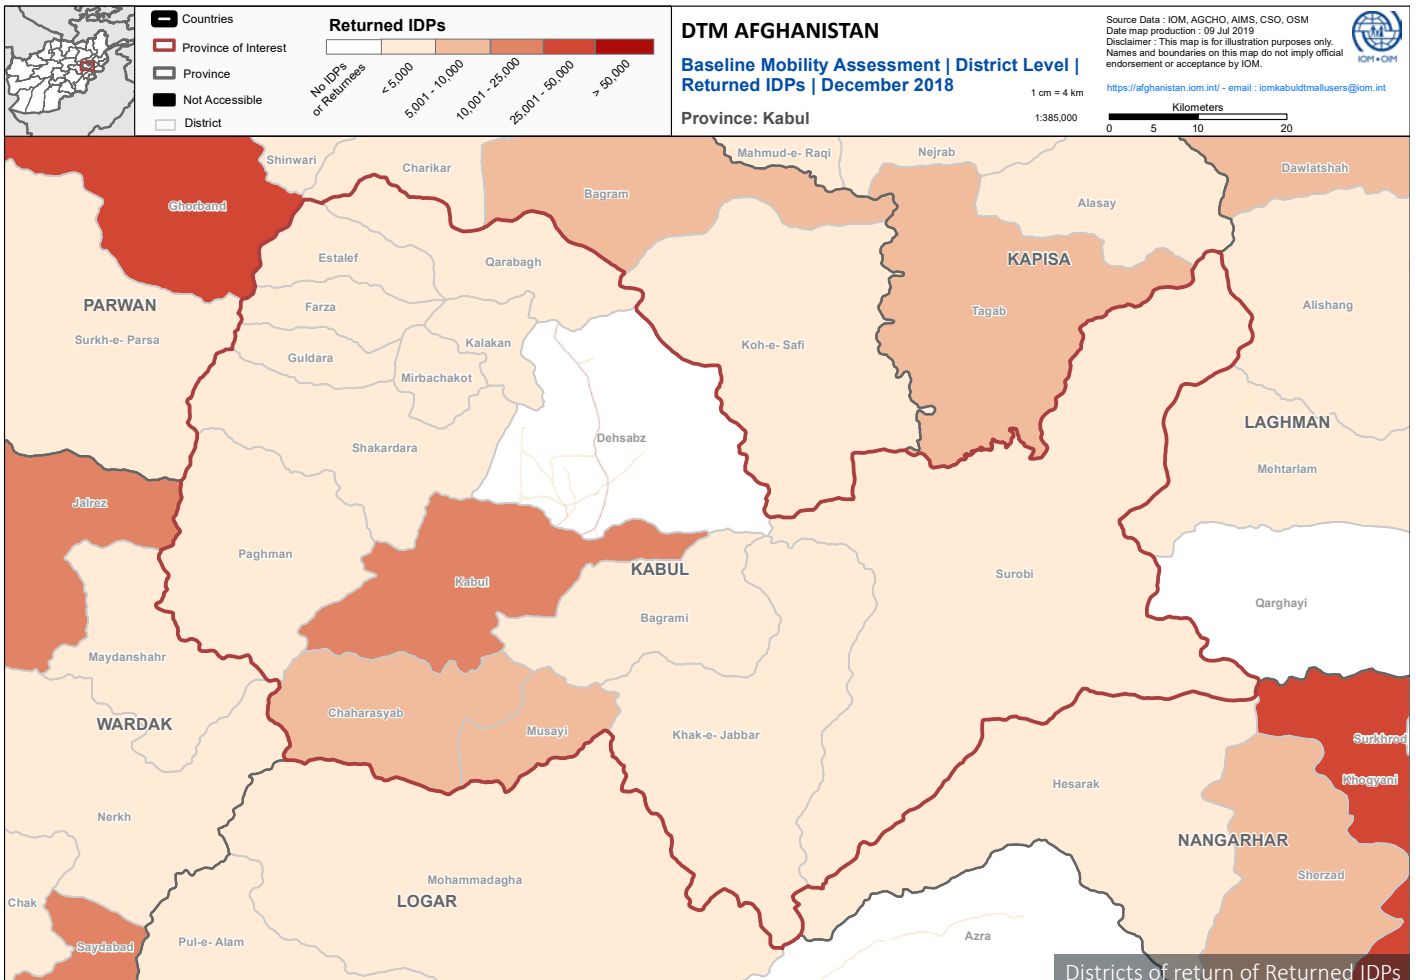 Countries
Province of Interest
Province
Not Accessible
District
Returned IDPs
No IDPs
or Returnees
< 5,000
5,001 - 10,000
10,001 - 25,000
25,001 - 50,000
> 50,000
DTM AFGHANISTAN
Baseline Mobility Assessment | District Level |
Returned IDPs | December 2018
1 cm = 4 km
Province: Kabul
1:385,000
Source Data : IOM, AGCHO, AIMS, CSO, OSM
Date map production : 09 Jul 2019
Disclaimer : This map is for illustration purposes only.
Names and boundaries on this map do not imply official
endorsement or acceptance by IOM.
IOM•OIM
https://afghanistan.iom.int/ - email : iomkabuldtmallusers@iom.int
Kilometers
0 5 10 20
Shinwari
Charikar
Mahmud-e- Raqi
Nejrab
Dawlatshah
Ghorband
Bagram
Alasay
Estalef
Qarabagh
KAPISA
PARWAN
Farza
Tagab
Alishang
Surkh-e- Parsa
Kalakan
Koh-e- Safi
Guldara
Mirbachakot
LAGHMAN
Shakardara
Dehsabz
Mehtarlam
Jalrez
Paghman
KABUL
Kabul
Surobi
Qarghayi
Bagrami
Maydanshahr
WARDAK
Chaharasyab
Musayi
Khak-e- Jabbar
Surkhrod
Khogyani
Hesarak
Nerkh
NANGARHAR
Mohammadagha
Sherzad
Chak
LOGAR
Saydabad
Pul-e- Alam
Azra
Districts of return of Returned IDPs